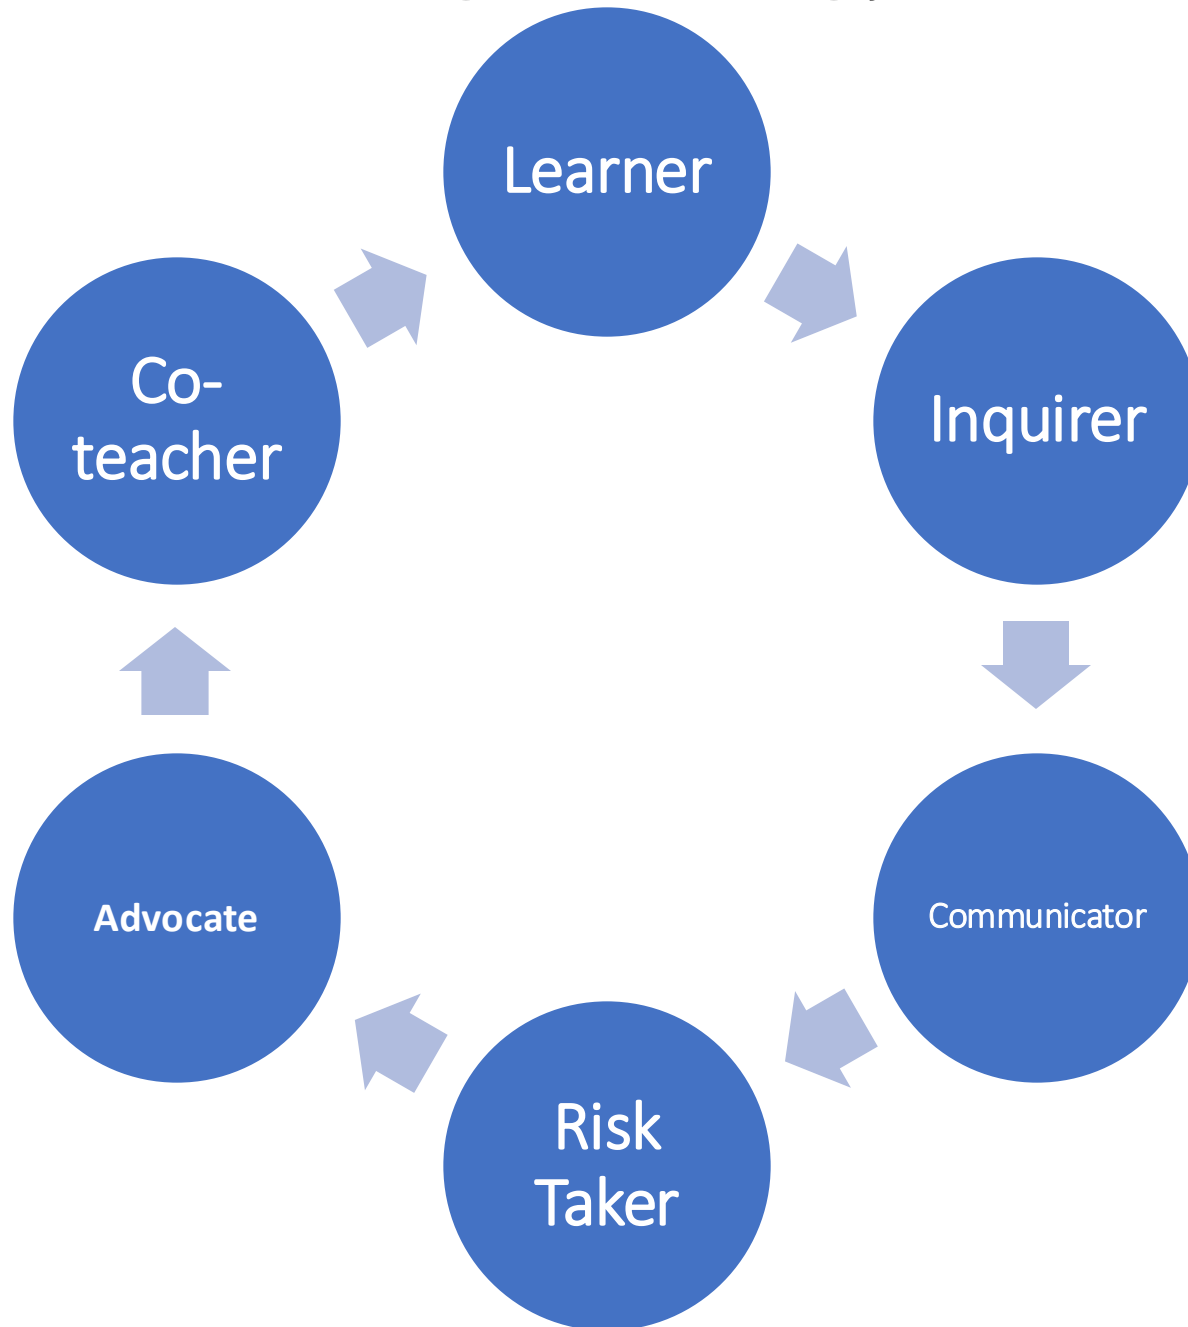 Learner
Inquirer
Communicator
Risk
Taker
Advocate
Co-
teacher